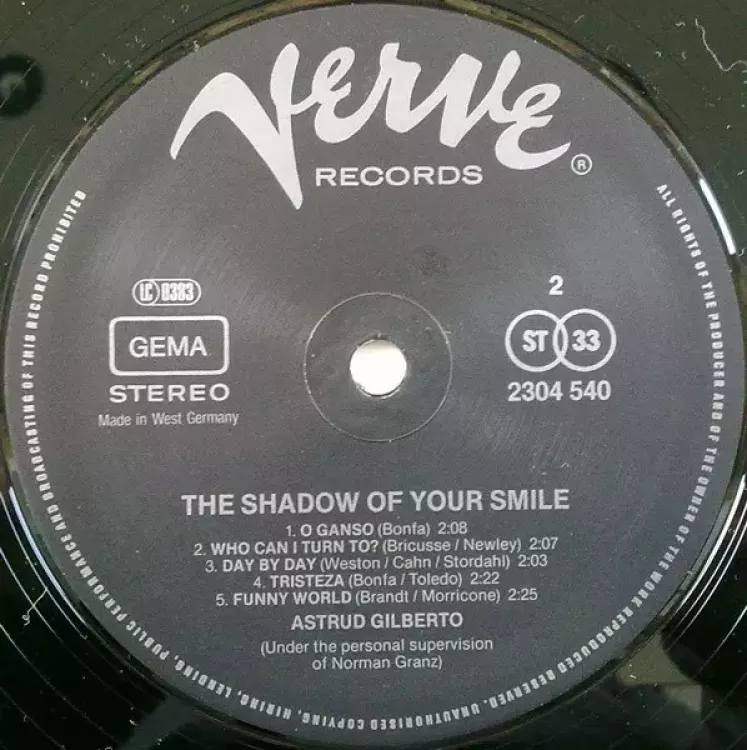 Verve
RECORDS ®
LC 0383
GEMA
STEREO
Made in West Germany
2
ST 33
2304 540
THE SHADOW OF YOUR SMILE
1. O GANSO (Bonfa) 2:08
2. WHO CAN I TURN TO? (Bricusse / Newley) 2:07
3. DAY BY DAY (Weston / Cahn / Stordahl) 2:03
4. TRISTEZA (Bonfa / Toledo) 2:22
5. FUNNY WORLD (Brandt / Morricone) 2:25
ASTRUD GILBERTO
(Under the personal supervision
of Norman Granz)
ALL RIGHTS OF THE PRODUCER AND OF THE OWNER OF THE WORK REPRODUCED RESERVED. UNAUTHORISED COPYING, HIRING, LENDING, PUBLIC PERFORMANCE AND BROADCASTING OF THIS RECORD PROHIBITED